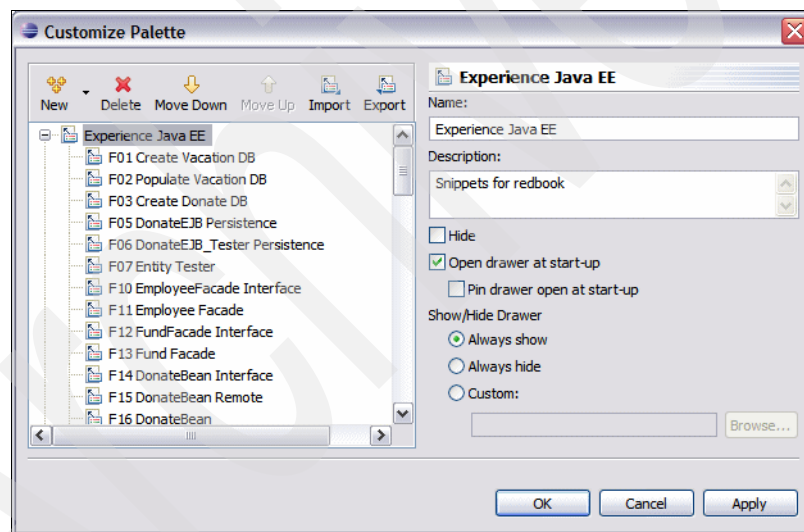 Customize Palette
New Delete Move Down Move Up Import Export
Experience Java EE
F01 Create Vacation DB
F02 Populate Vacation DB
F03 Create Donate DB
F05 DonateEJB Persistence
F06 DonateEJB_Tester Persistence
F07 Entity Tester
F10 EmployeeFacade Interface
F11 Employee Facade
F12 FundFacade Interface
F13 Fund Facade
F14 DonateBean Interface
F15 DonateBean Remote
F16 DonateBean
Experience Java EE
Name:
Experience Java EE
Description:
Snippets for redbook
Hide
Open drawer at start-up
Pin drawer open at start-up
Show/Hide Drawer
Always show
Always hide
Custom:
Browse...
OK Cancel Apply